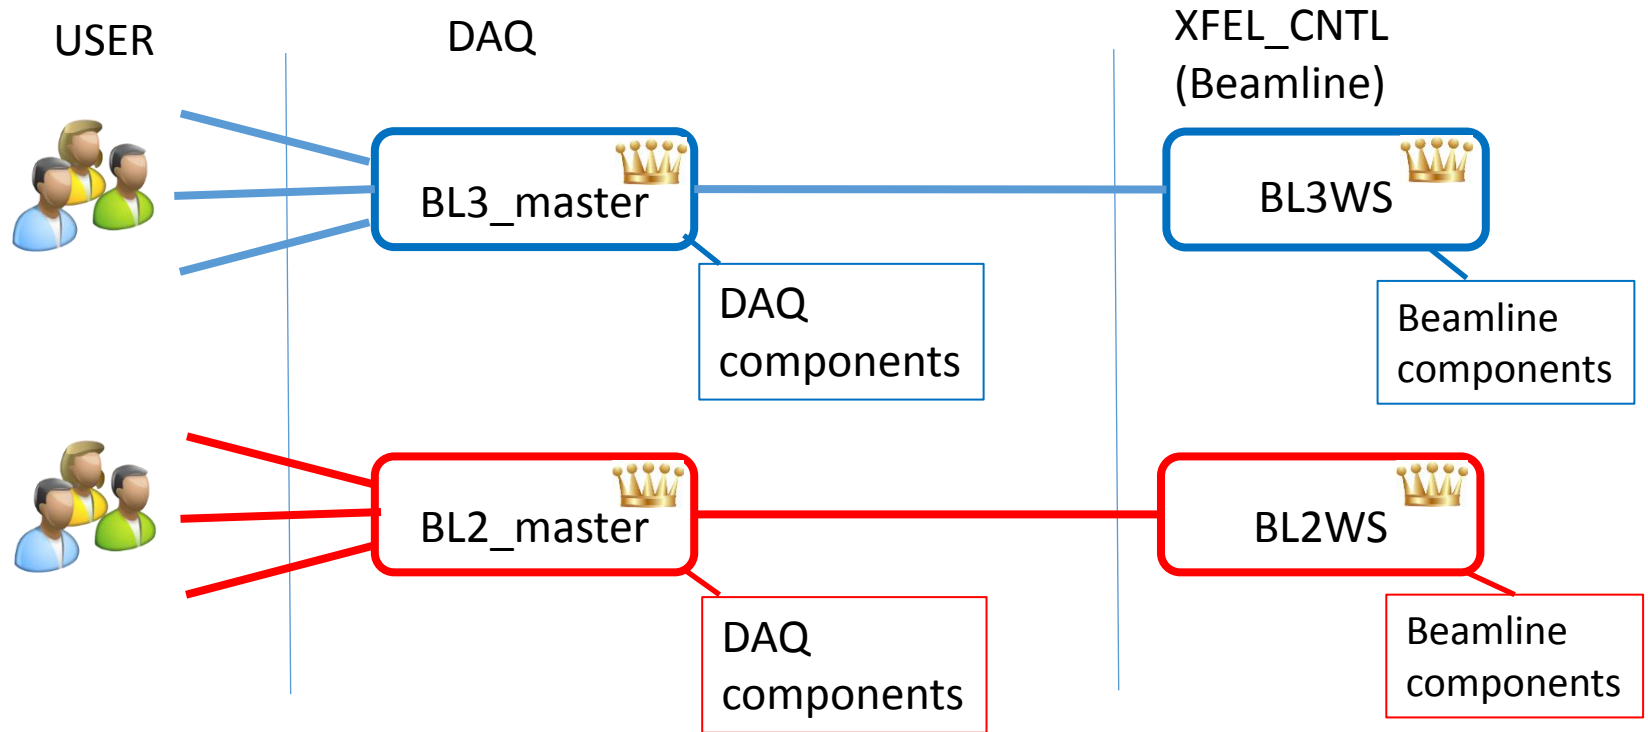 USER
DAQ
XFEL_CNTL
(Beamline)
BL3_master
BL3WS
DAQ
components
Beamline
components
BL2_master
BL2WS
DAQ
components
Beamline
components